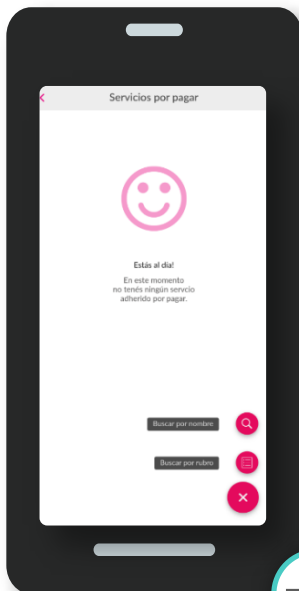 Servicios por pagar
Estás al día!
En este momento
no tenés ningún servcio
adherido por pagar.
Buscar por nombre
Buscar por rubro